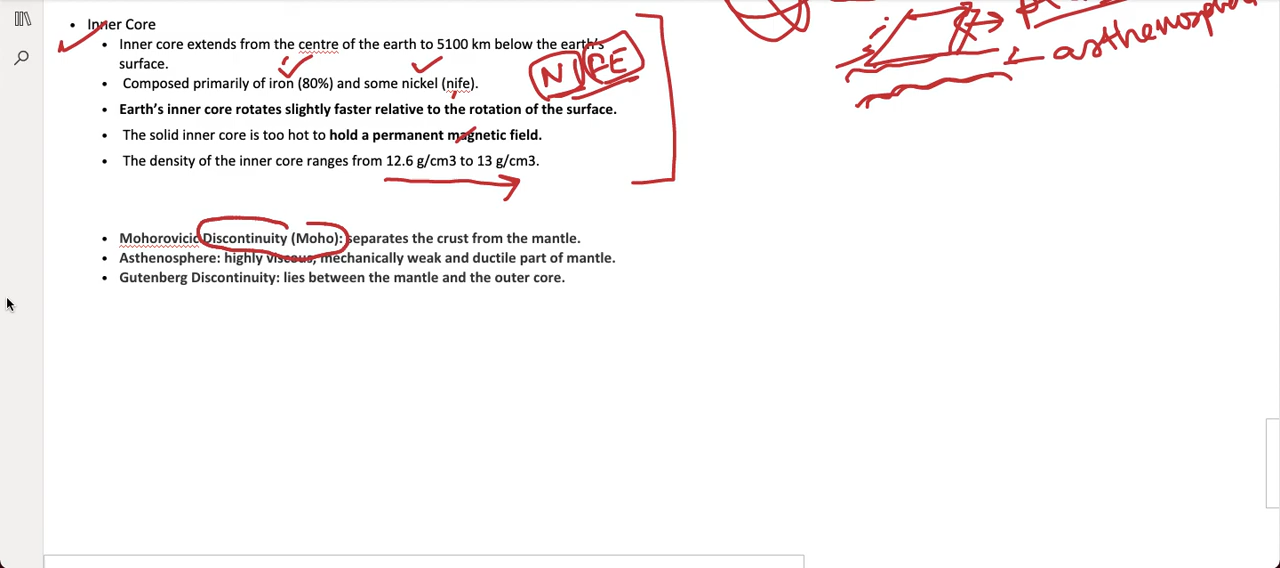 Inner Core
Inner core extends from the centre of the earth to 5100 km below the earth's
surface.
Composed primarily of iron (80%) and some nickel (nife).
NIFE
Earth's inner core rotates slightly faster relative to the rotation of the surface.
The solid inner core is too hot to hold a permanent magnetic field.
The density of the inner core ranges from 12.6 g/cm3 to 13 g/cm3.
Mohorovicic Discontinuity (Moho): separates the crust from the mantle.
Asthenosphere: highly viscous, mechanically weak and ductile part of mantle.
Gutenberg Discontinuity: lies between the mantle and the outer core.